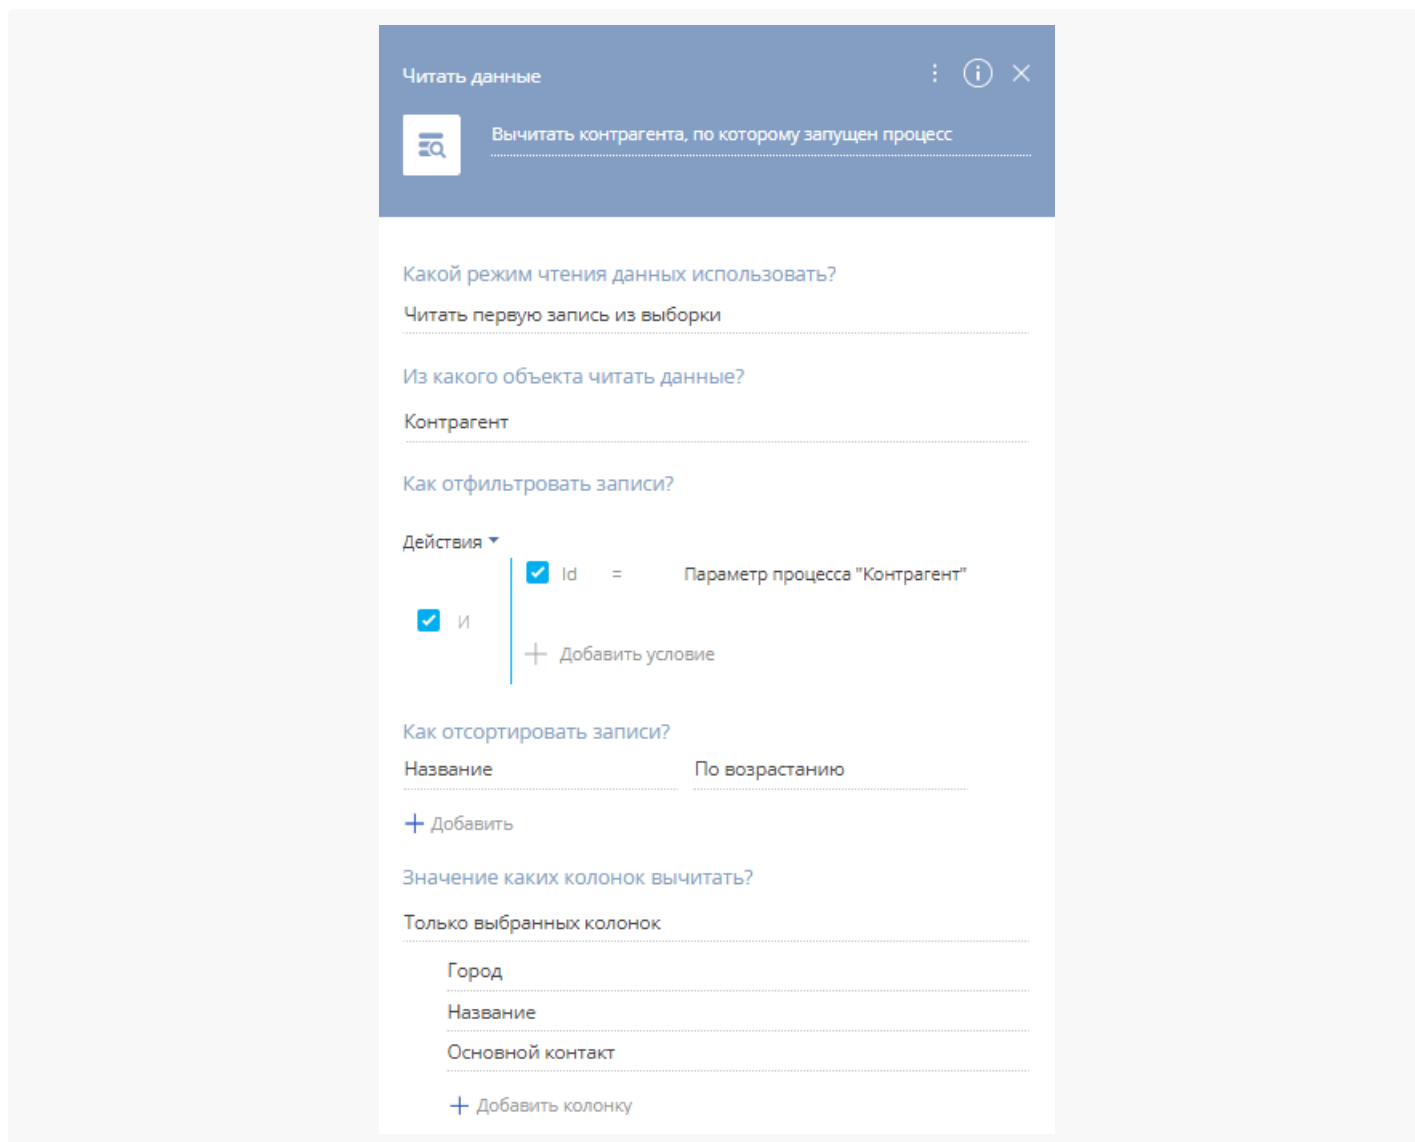 Читать данные
Вычитать контрагента, по которому запущен процесс
Какой режим чтения данных использовать?
Читать первую запись из выборки
Из какого объекта читать данные?
Контрагент
Как отфильтровать записи?
Действия
Id = Параметр процесса "Контрагент"
И
Добавить условие
Как отсортировать записи?
Название По возрастанию
Добавить
Значение каких колонок вычитать?
Только выбранных колонок
Город
Название
Основной контакт
Добавить колонку